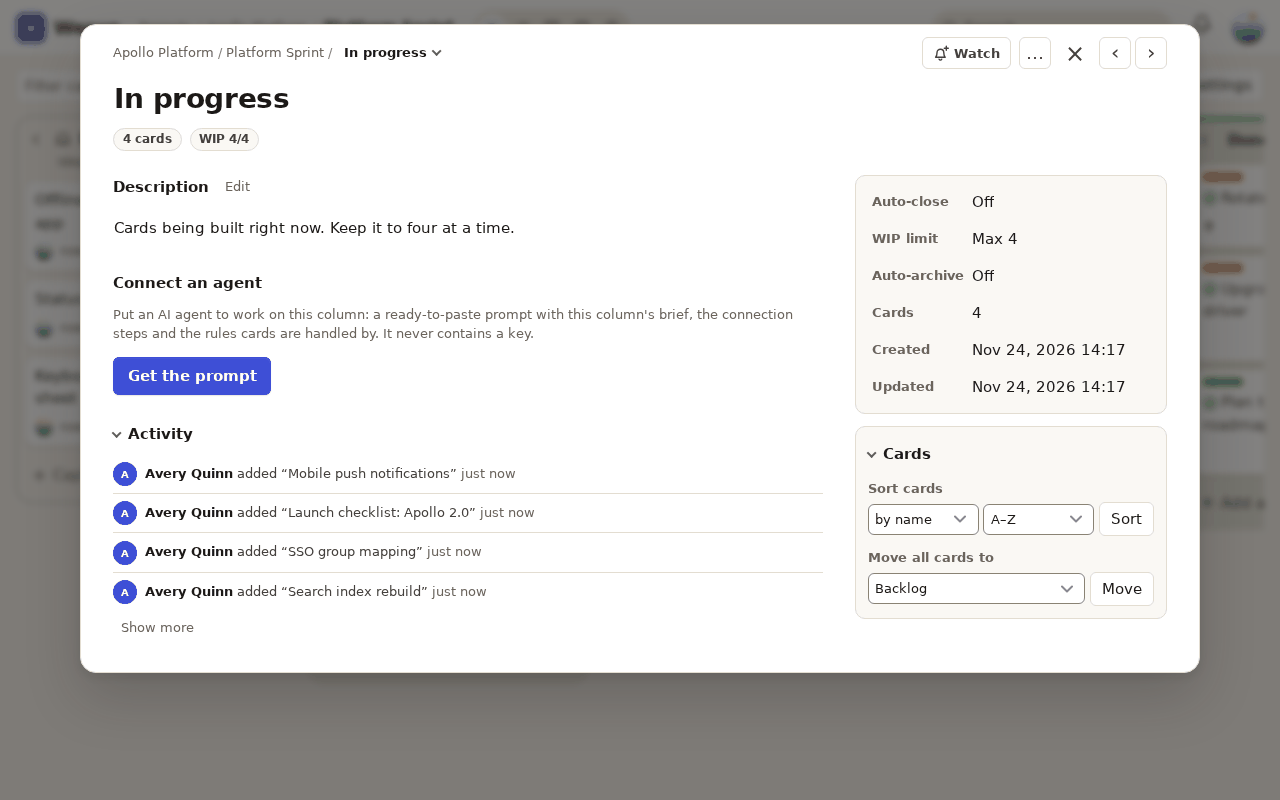 Apollo Platform / Platform Sprint / In progress
Watch
...
In progress
4 cards
WIP 4/4
Description
Edit
Cards being built right now. Keep it to four at a time.
Connect an agent
Put an AI agent to work on this column: a ready-to-paste prompt with this column's brief, the connection
steps and the rules cards are handled by. It never contains a key.
Get the prompt
Activity
A
Avery Quinn added “Mobile push notifications” just now
A
Avery Quinn added “Launch checklist: Apollo 2.0” just now
A
Avery Quinn added “SSO group mapping” just now
A
Avery Quinn added “Search index rebuild” just now
Show more
Auto-close Off
WIP limit Max 4
Auto-archive Off
Cards 4
Created Nov 24, 2026 14:17
Updated Nov 24, 2026 14:17
Cards
Sort cards
by name
A–Z
Sort
Move all cards to
Backlog
Move